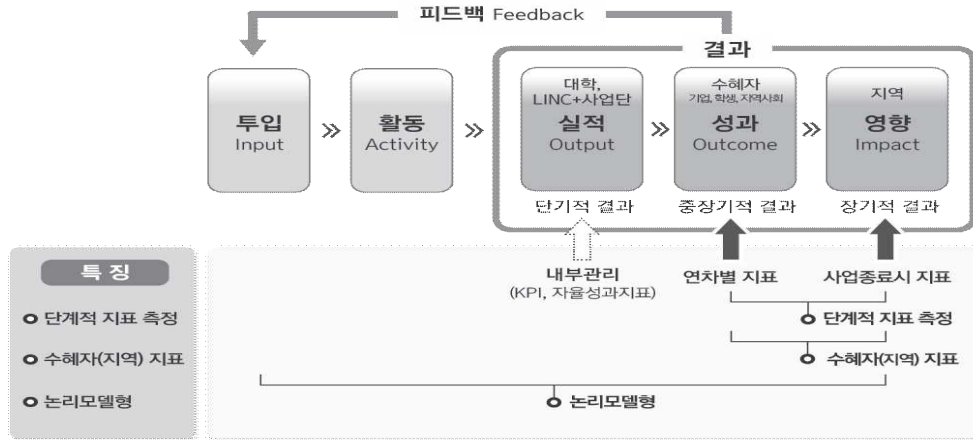 피드백 Feedback
결과
투입
Input
활동
Activity
대학,
LINC+사업단
실적
Output
수혜자
기업, 학생, 지역사회
성과
Outcome
지역
영향
Impact
단기적 결과
중장기적 결과
장기적 결과
특 징
단계적 지표 측정
수혜자(지역) 지표
논리모델형
내부관리
(KPI, 자율성과지표)
연차별 지표
사업종료시 지표
단계적 지표 측정
수혜자(지역) 지표
논리모델형